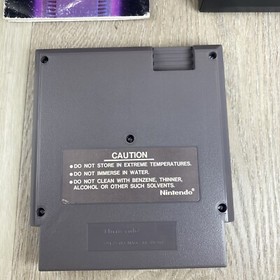 CAUTION
•DO NOT STORE IN EXTREME TEMPERATURES.
•DO NOT IMMERSE IN WATER.
•DO NOT CLEAN WITH BENZENE, THINNER,
ALCOHOL OR OTHER SUCH SOLVENTS.
Nintendo®